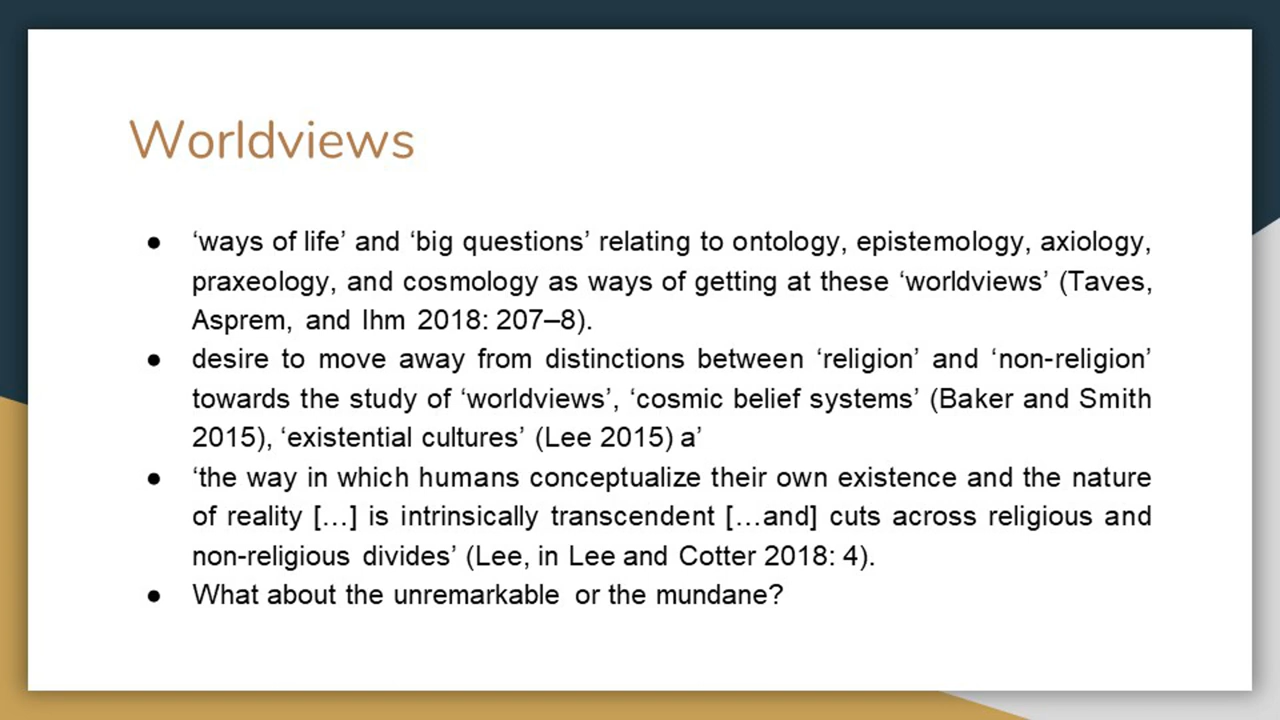 Worldviews
● ‘ways of life’ and ‘big questions’ relating to ontology, epistemology, axiology,
praxeology, and cosmology as ways of getting at these ‘worldviews’ (Taves,
Asprem, and Ihm 2018: 207–8).
● desire to move away from distinctions between ‘religion’ and ‘non-religion’
towards the study of ‘worldviews’, ‘cosmic belief systems’ (Baker and Smith
2015), ‘existential cultures’ (Lee 2015) a’
● ‘the way in which humans conceptualize their own existence and the nature
of reality […] is intrinsically transcendent […and] cuts across religious and
non-religious divides’ (Lee, in Lee and Cotter 2018: 4).
● What about the unremarkable or the mundane?